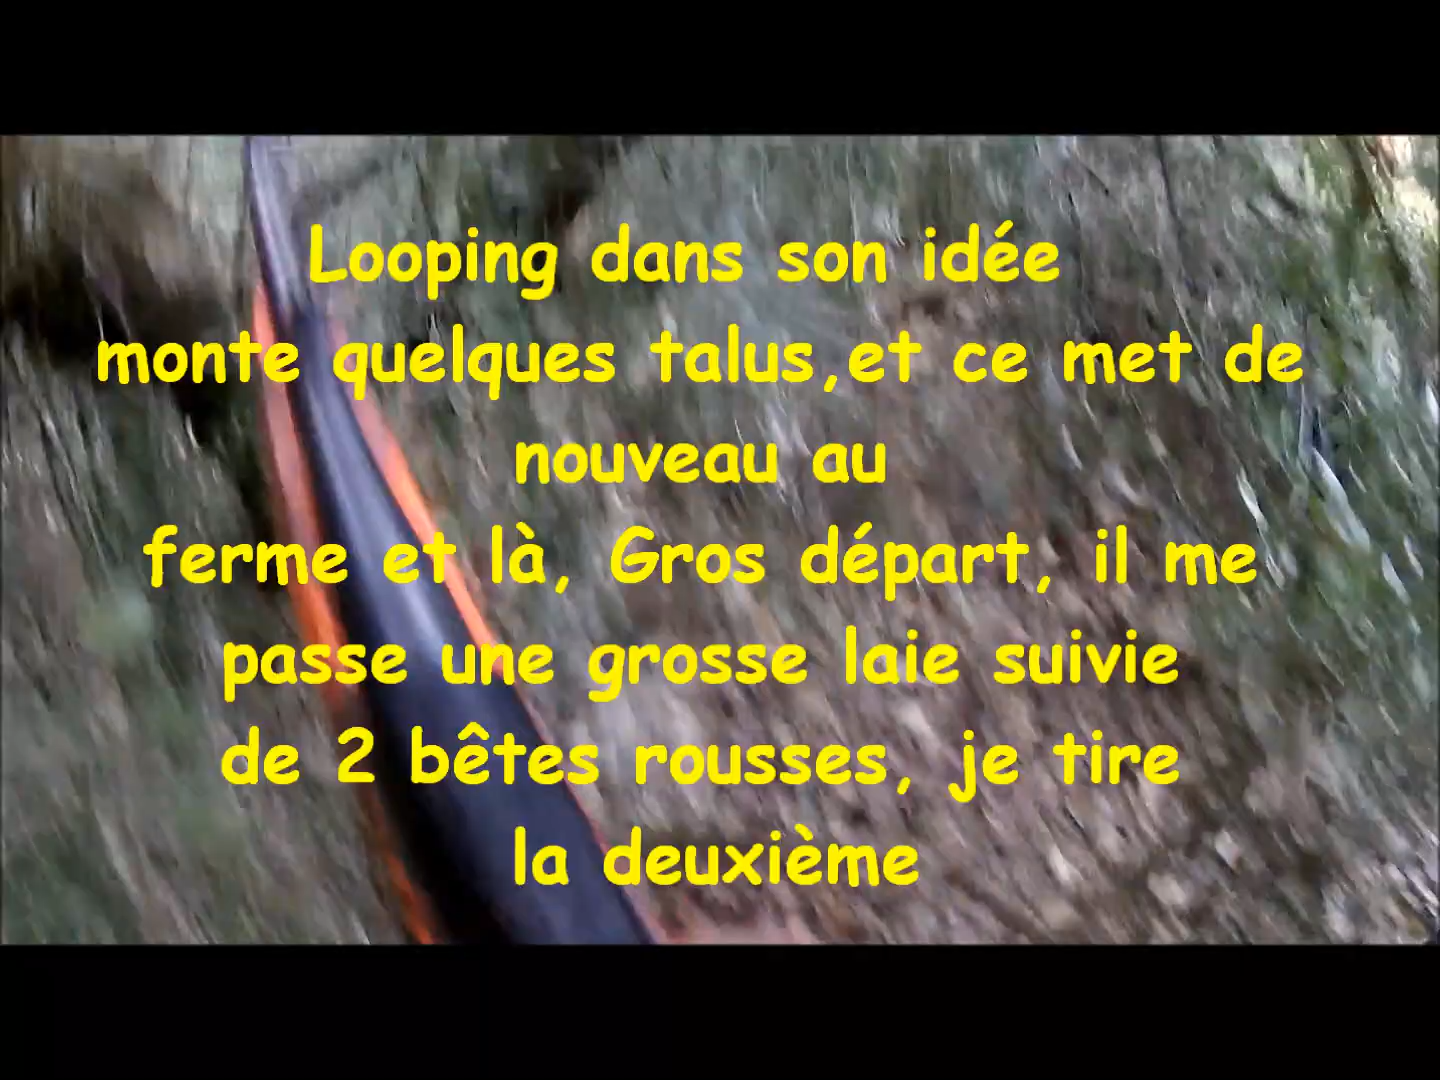 Looping dans son idée
monte quelques talus,et ce met de
nouveau au
ferme et là, Gros départ, il me
passe une grosse laie suivie
de 2 bêtes rousses, je tire
la deuxième